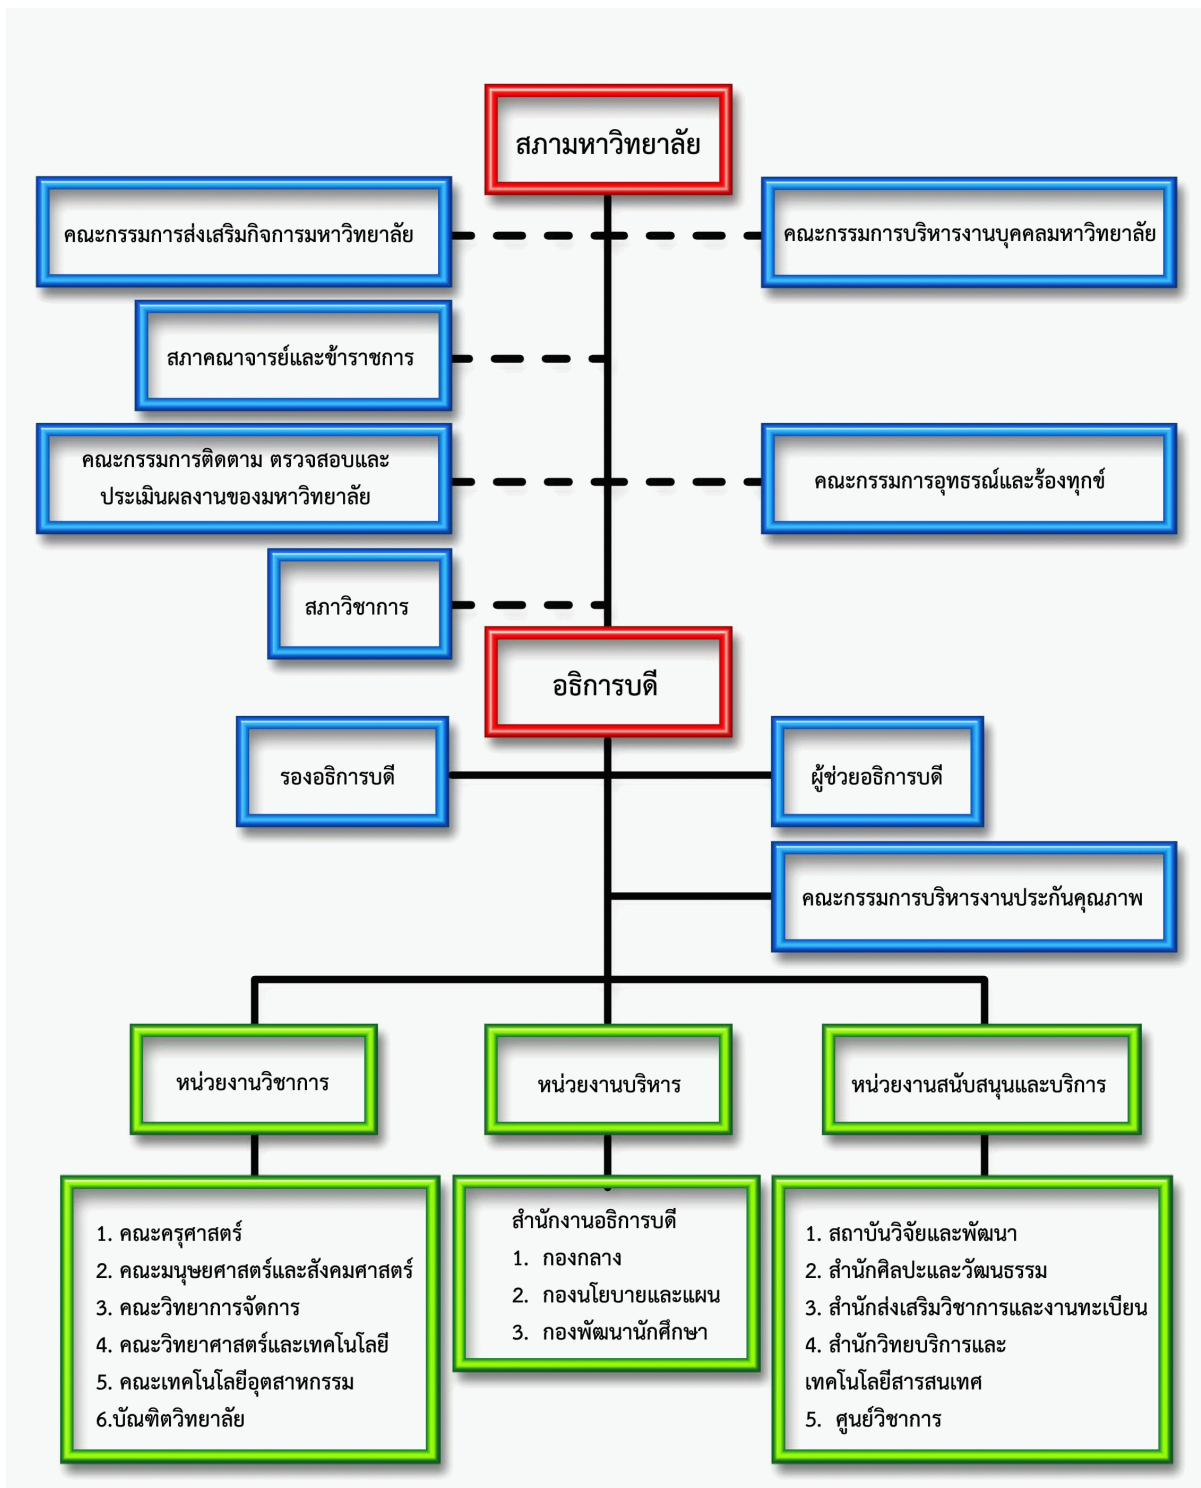 สภามหาวิทยาลัย
คณะกรรมการส่งเสริมกิจการมหาวิทยาลัย
คณะกรรมการบริหารงานบุคคลมหาวิทยาลัย
สภาคณาจารย์และข้าราชการ
คณะกรรมการติดตาม ตรวจสอบและ
ประเมินผลงานของมหาวิทยาลัย
คณะกรรมการอุทธรณ์และร้องทุกข์
สภาวิชาการ
อธิการบดี
รองอธิการบดี
ผู้ช่วยอธิการบดี
คณะกรรมการบริหารงานประกันคุณภาพ
หน่วยงานวิชาการ
หน่วยงานบริหาร
หน่วยงานสนับสนุนและบริการ
1. คณะครุศาสตร์
2. คณะมนุษยศาสตร์และสังคมศาสตร์
3. คณะวิทยาการจัดการ
4. คณะวิทยาศาสตร์และเทคโนโลยี
5. คณะเทคโนโลยีอุตสาหกรรม
6.บัณฑิตวิทยาลัย
สำนักงานอธิการบดี
1. กองกลาง
2. กองนโยบายและแผน
3. กองพัฒนานักศึกษา
1. สถาบันวิจัยและพัฒนา
2. สำนักศิลปะและวัฒนธรรม
3. สำนักส่งเสริมวิชาการและงานทะเบียน
4. สำนักวิทยบริการและ
เทคโนโลยีสารสนเทศ
5. ศูนย์วิชาการ